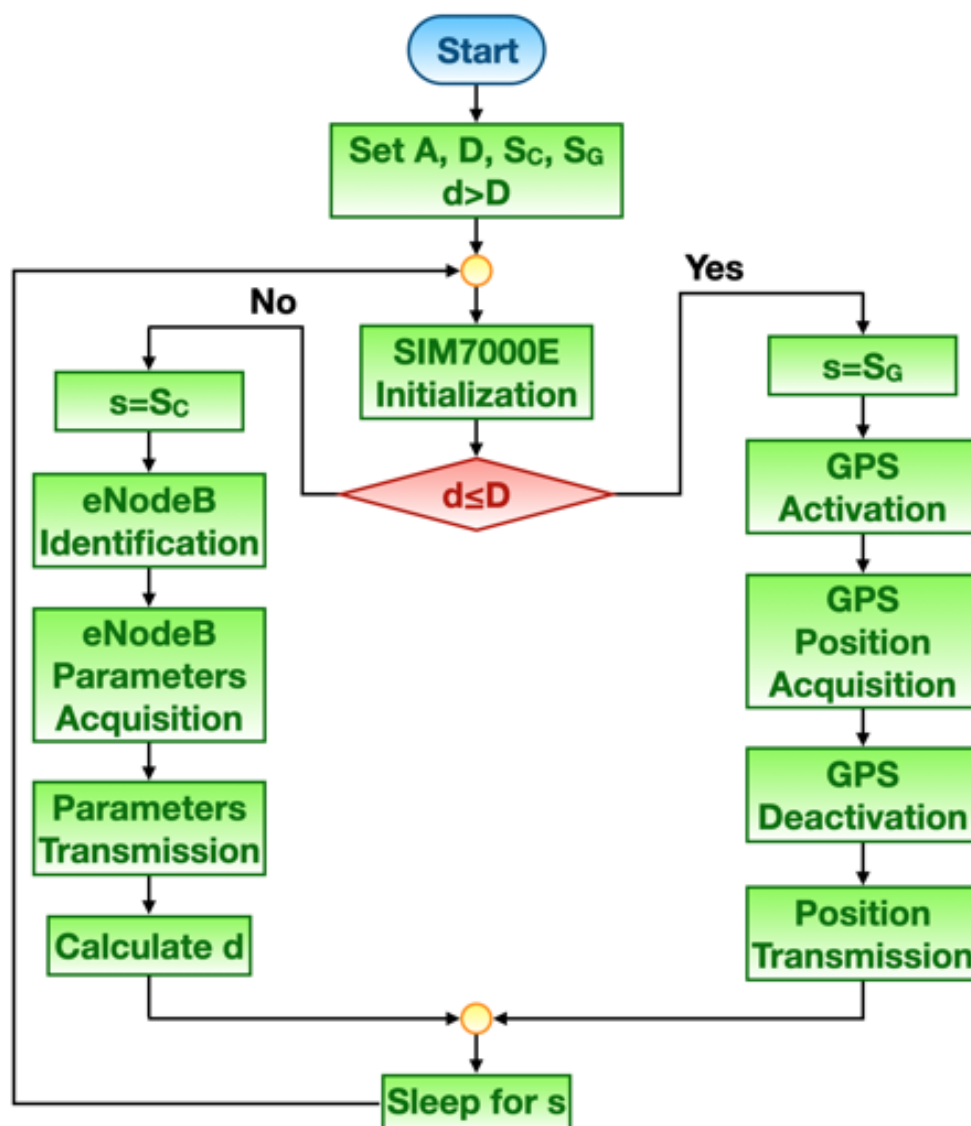 Start
Set A, D, SC, SG
d>D
Yes
No
SIM7000E
Initialization
s=SG
s=SC
d≤D
GPS
Activation
eNodeB
Identification
GPS
Position
Acquisition
eNodeB
Parameters
Acquisition
GPS
Deactivation
Parameters
Transmission
Position
Transmission
Calculate d
Sleep for s